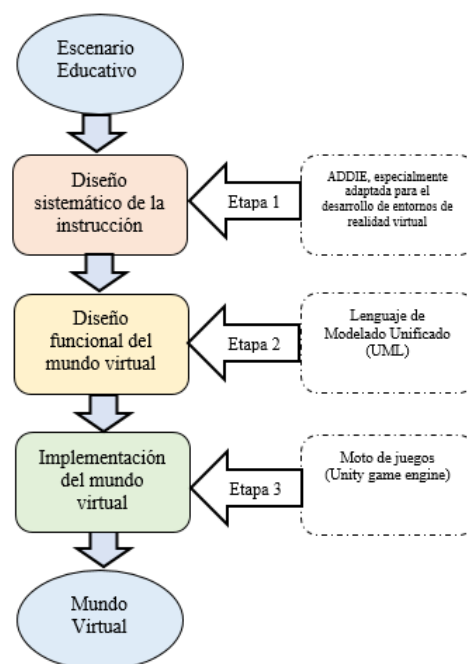 Escenario
Educativo
Diseño
sistemático de la
instrucción
Etapa 1
ADDIE, especialmente
adaptada para el
desarrollo de entornos de
realidad virtual
Diseño
funcional del
mundo virtual
Etapa 2
Lenguaje de
Modelado Unificado
(UML)
Implementación
del mundo
virtual
Etapa 3
Moto de juegos
(Unity game engine)
Mundo
Virtual